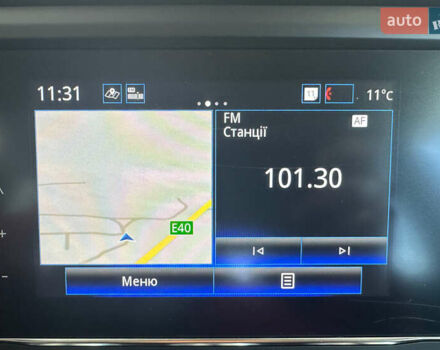 auto
11:31
11°C
FM
Станції
AF
101.30
E40
Меню